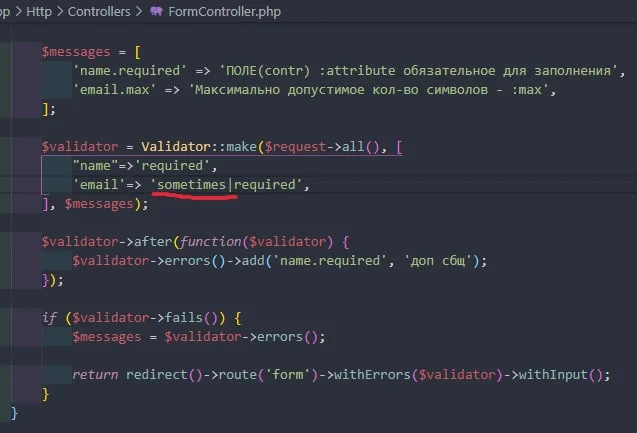 op > Http > Controllers > FormController.php
$messages = [
'name.required' => 'ПОЛЕ(contr) :attribute обязательное для заполнения',
'email.max' => 'Максимально допустимое кол-во символов - :max',
];
$validator = Validator::make($request->all(), [
"name"=>'required',
'email'=> 'sometimes|required',
], $messages);
$validator->after(function($validator) {
$validator->errors()->add('name.required', 'доп сбщ');
});
if ($validator->fails()) {
$messages = $validator->errors();
return redirect()->route('form')->withErrors($validator)->withInput();
}
}